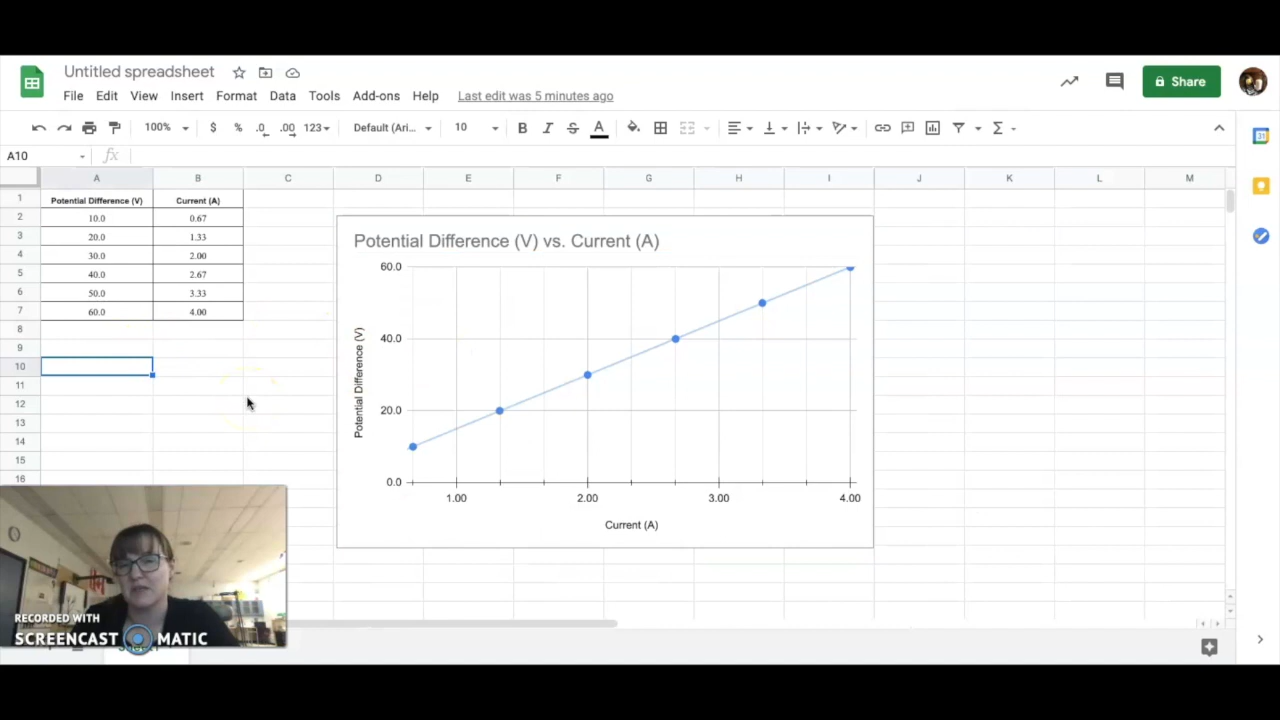 Untitled spreadsheet
File Edit View Insert Format Data Tools Add-ons Help Last edit was 5 minutes ago
Share
100% $ % .0 .00 123 Default (Ari... 10 B I S A
A10 fx
A B C D E F G H I J K L M
1 Potential Difference (V) Current (A)
2 10.0 0.67
3 20.0 1.33
4 30.0 2.00
5 40.0 2.67
6 50.0 3.33
7 60.0 4.00
8
9
10
11
12
13
14
15
16
Potential Difference (V) vs. Current (A)
Potential Difference (V)
60.0
40.0
20.0
0.0
1.00 2.00 3.00 4.00
Current (A)
RECORDED WITH
SCREENCAST MATIC
31